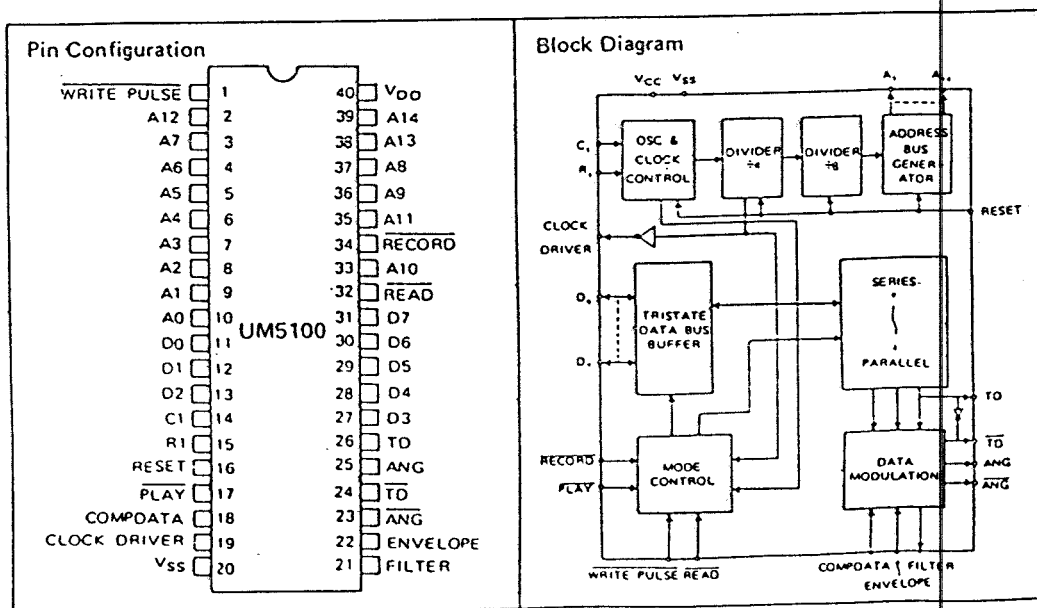 Pin Configuration
WRITE PULSE 1
A12 2
A7 3
A6 4
A5 5
A4 6
A3 7
A2 8
A1 9
A0 10
D0 11
D1 12
D2 13
C1 14
R1 15
RESET 16
PLAY 17
COMPDATA 18
CLOCK DRIVER 19
VSS 20
UM5100
40 VDD
39 A14
38 A13
37 A8
36 A9
35 A11
34 RECORD
33 A10
32 READ
31 D7
30 D6
29 D5
28 D4
27 D3
26 TD
25 ANG
24 TD
23 ANG
22 ENVELOPE
21 FILTER
Block Diagram
VCC VSS
C1
R1
OSC &
CLOCK
CONTROL
DIVIDER
÷4
DIVIDER
÷8
ADDRESS
BUS
GENER
ATOR
RESET
CLOCK
DRIVER
TRISTATE
DATA BUS
BUFFER
SERIES-
PARALLEL
TD
TD
ANG
ANG
RECORD
PLAY
MODE
CONTROL
DATA
MODULATION
WRITE PULSE READ
COMPDATA FILTER
ENVELOPE